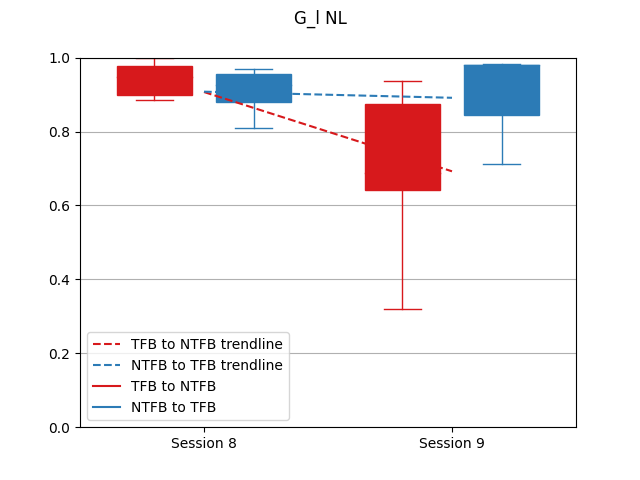 G_l NL
1.0
0.8
0.6
0.4
0.2
0.0
TFB to NTFB trendline
NTFB to TFB trendline
TFB to NTFB
NTFB to TFB
Session 8
Session 9